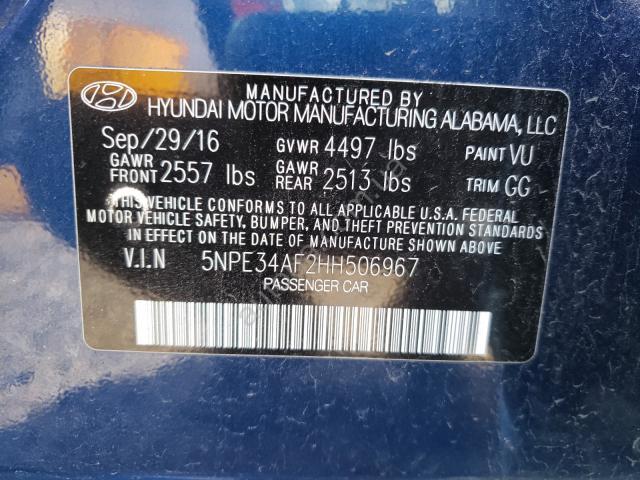 MANUFACTURED BY
HYUNDAI MOTOR MANUFACTURING ALABAMA, LLC
Sep/29/16 GVWR 4497 lbs PAINT VU
GAWR FRONT 2557 lbs GAWR REAR 2513 lbs TRIM GG
THIS VEHICLE CONFORMS TO ALL APPLICABLE U.S.A. FEDERAL
MOTOR VEHICLE SAFETY, BUMPER, AND THEFT PREVENTION
STANDARDS IN EFFECT ON THE DATE OF MANUFACTURE SHOWN ABOVE.
V.I.N 5NPE34AF2HH506967
PASSENGER CAR